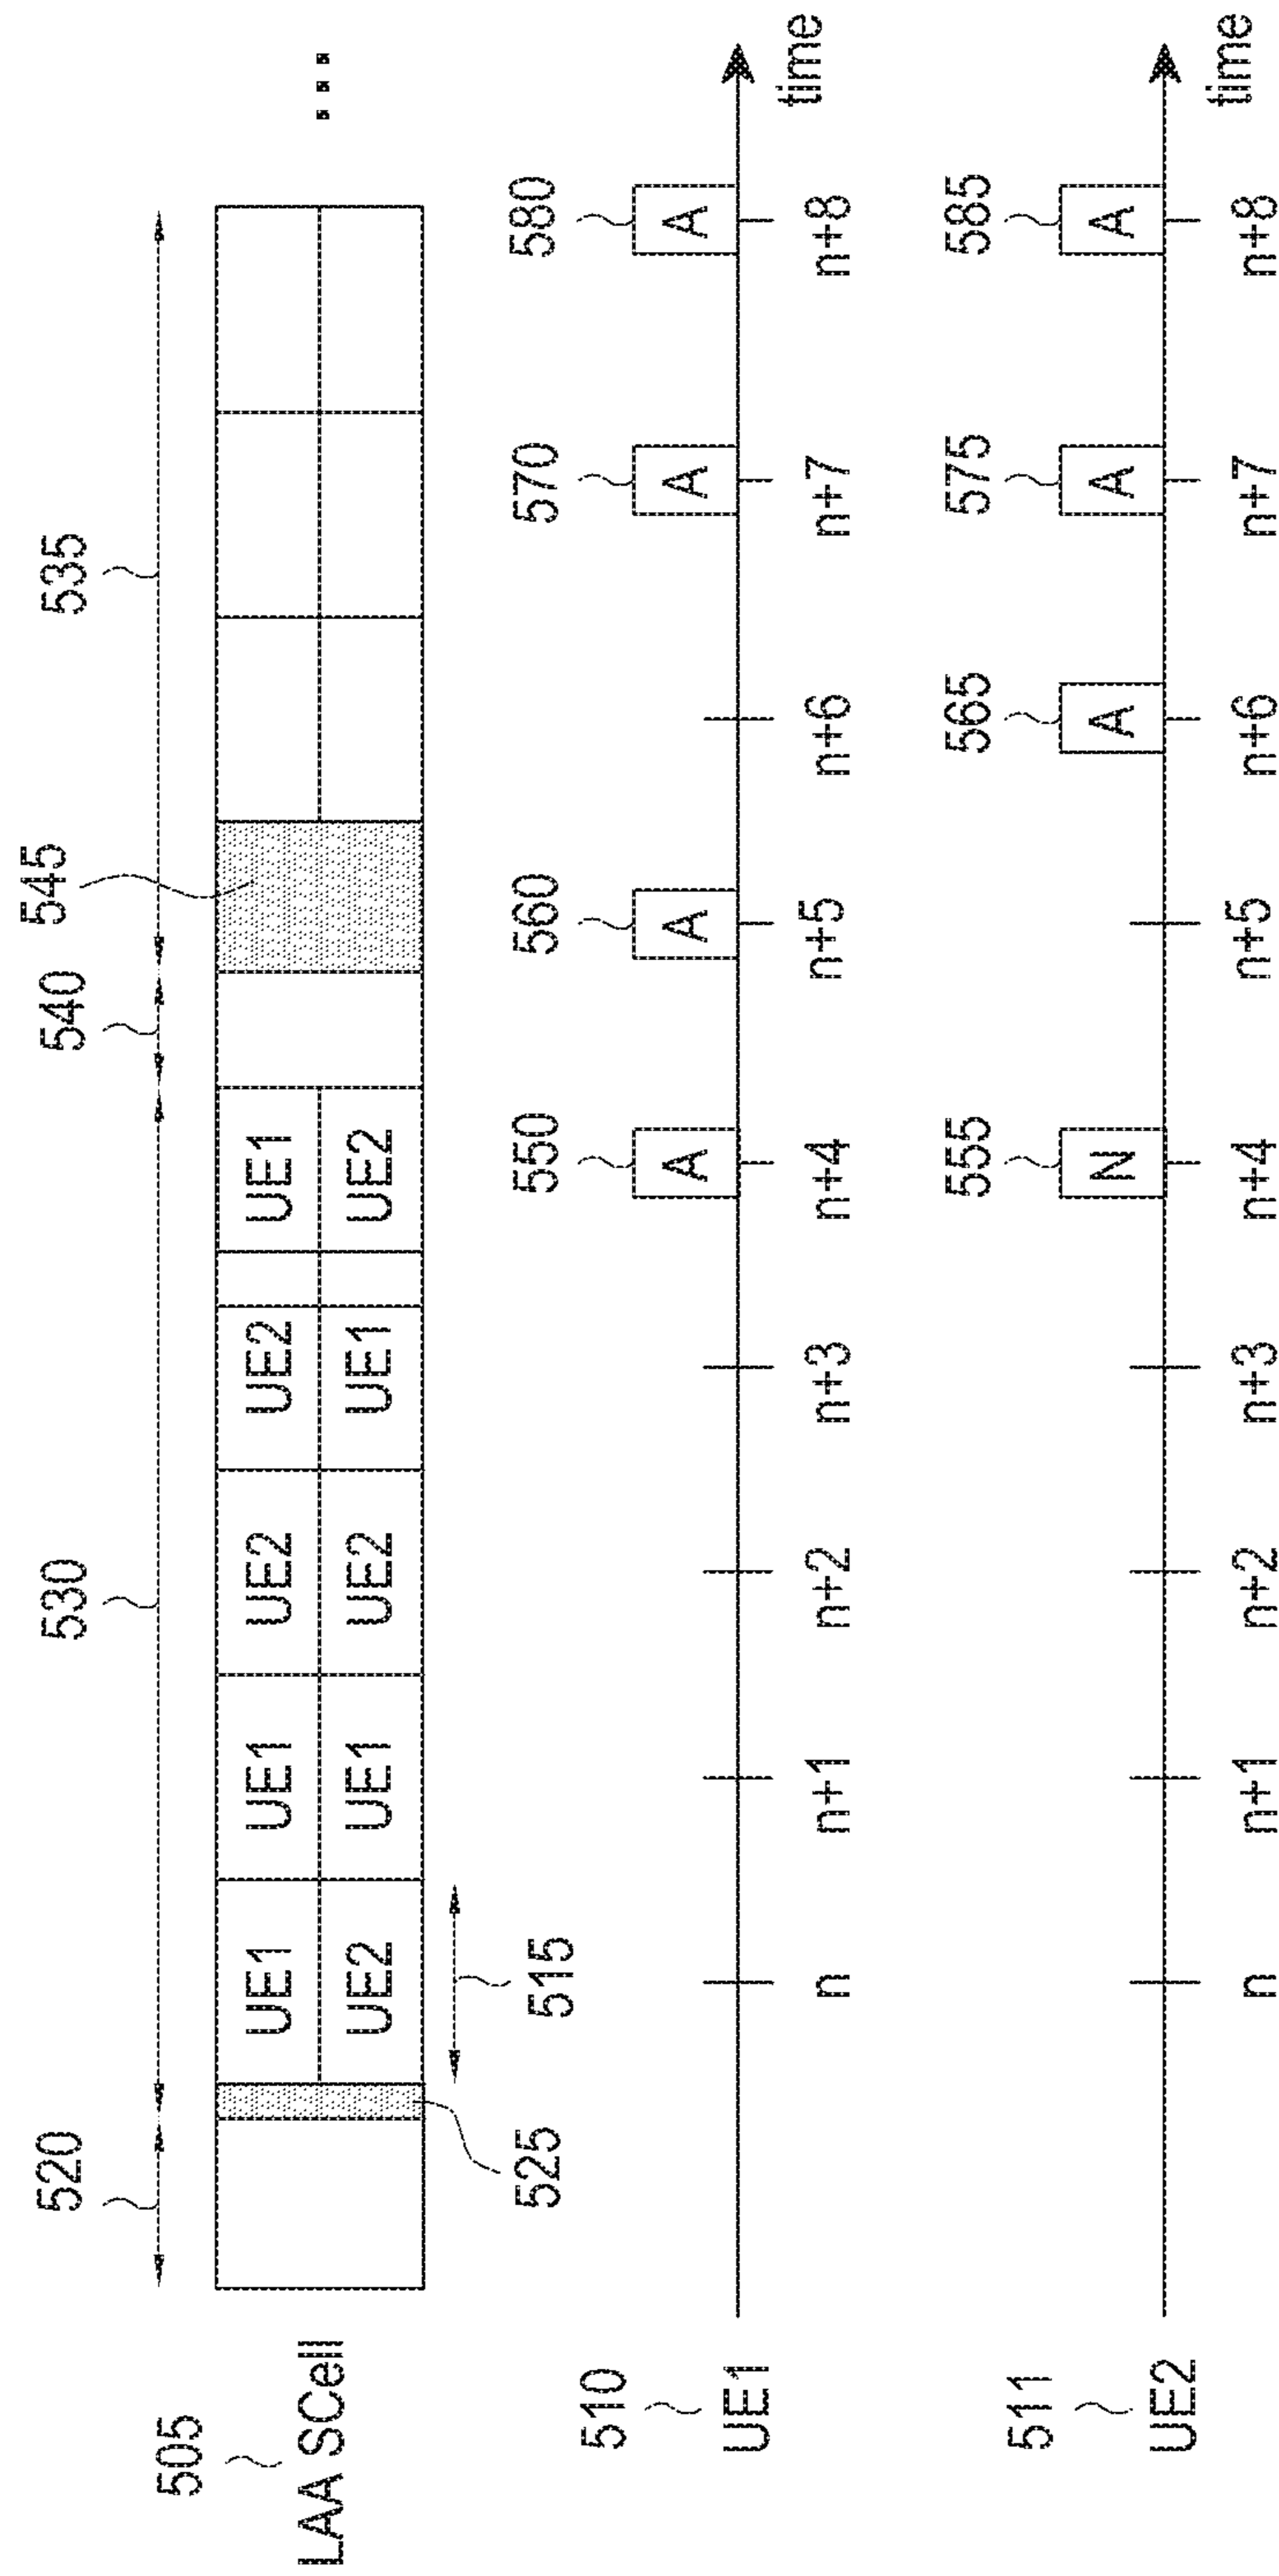 520
530
540
545
535
505
LAA SCell
UE1 UE1 UE2 UE2 UE1
UE2 UE1 UE2 UE1 UE2
...
525
515
550
560
570
580
510
UE1
A A A A
n n+1 n+2 n+3 n+4 n+5 n+6 n+7 n+8
time
555
565
575
585
511
UE2
N A A A
n n+1 n+2 n+3 n+4 n+5 n+6 n+7 n+8
time